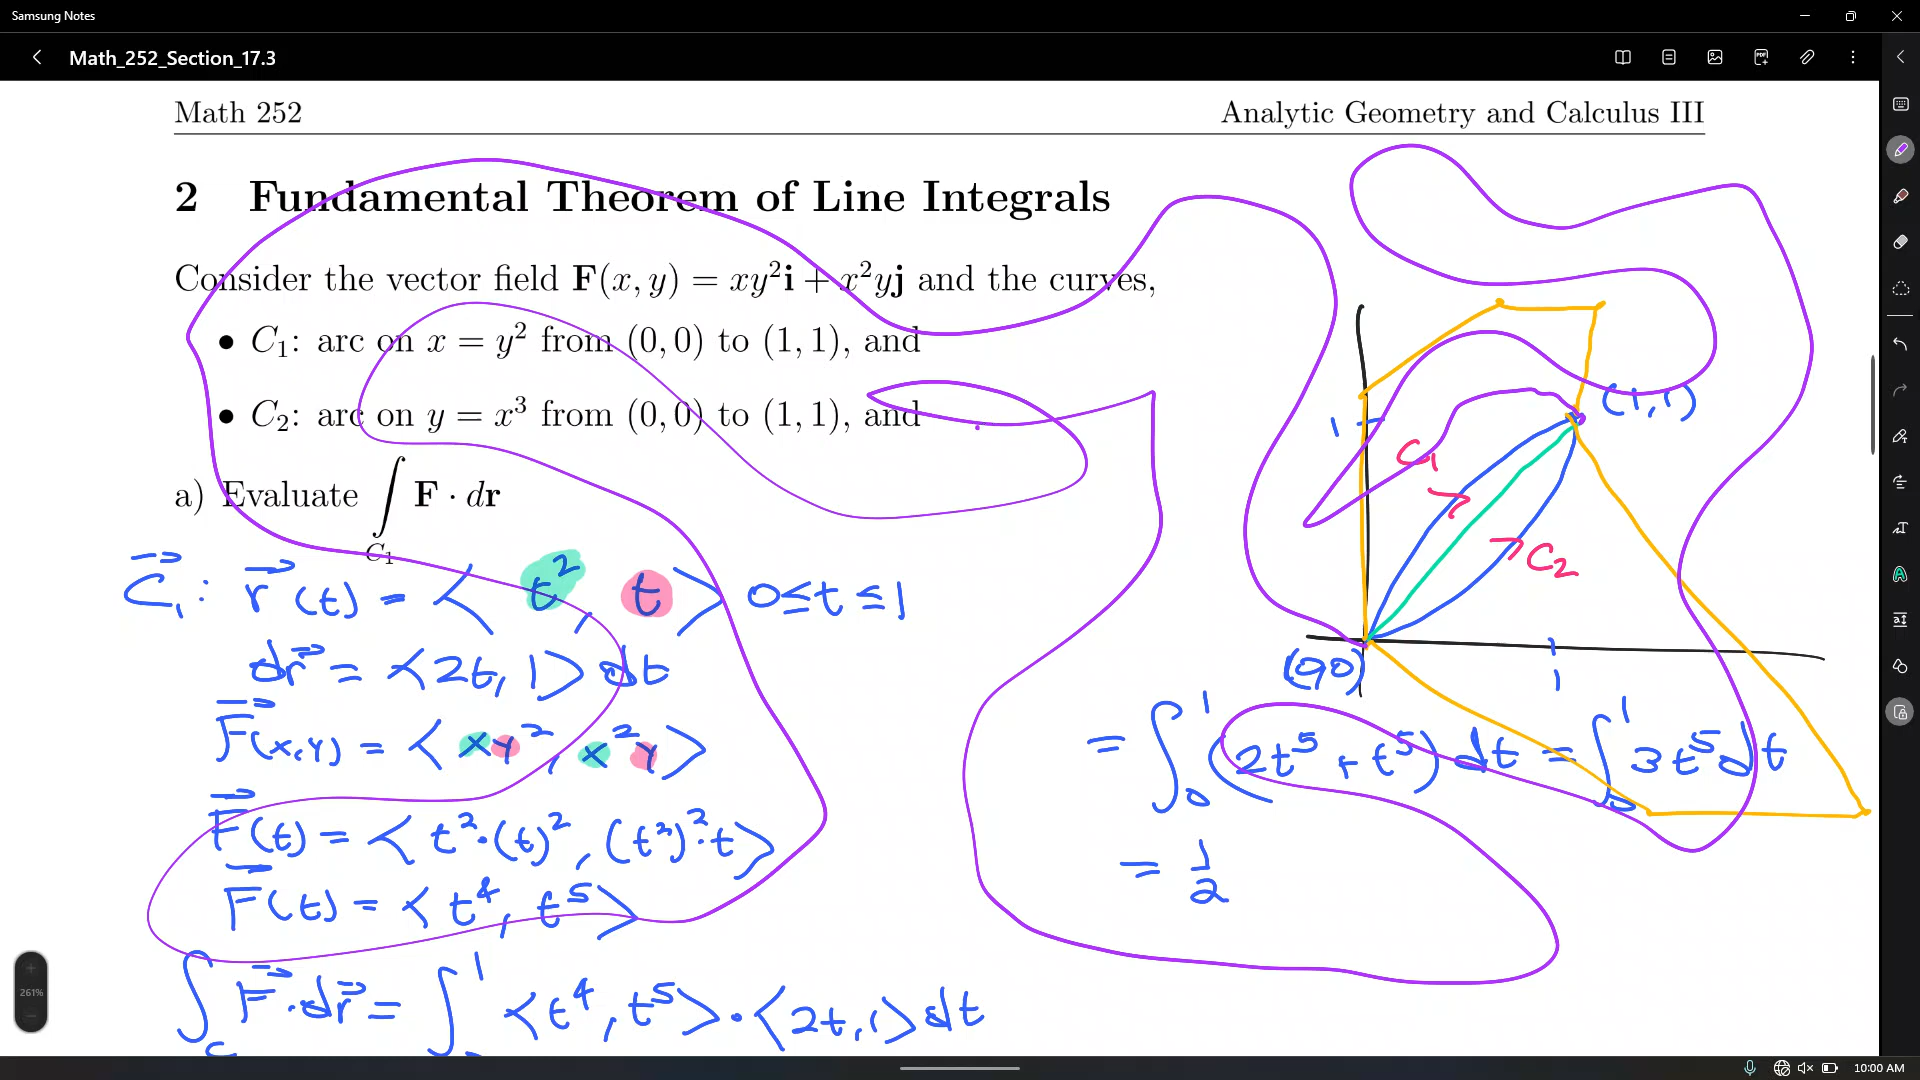 Samsung Notes
Math_252_Section_17.3
Math 252 Analytic Geometry and Calculus III
2 Fundamental Theorem of Line Integrals
Consider the vector field F(x, y) = xy²i + x²yj and the curves,
• C₁: arc on x = y² from (0, 0) to (1, 1), and
• C₂: arc on y = x³ from (0, 0) to (1, 1), and
a) Evaluate ∫ F · dr
C₁
C₁: r(t) = < t², t > 0 ≤ t ≤ 1
dr = < 2t, 1 > dt
F(x,y) = < xy², x²y >
F(t) = < t²·(t)², (t²)²·t >
F(t) = < t⁴, t⁵ >
∫ F·dr = ∫ ¹ < t⁴, t⁵ > · < 2t, 1 > dt
C
1
(1,1)
C₁
C₂
(0,0)
1
= ∫₀¹ (2t⁵ + t⁵) dt = ∫₀¹ 3t⁵ dt
= 1/2
261%
10:00 AM